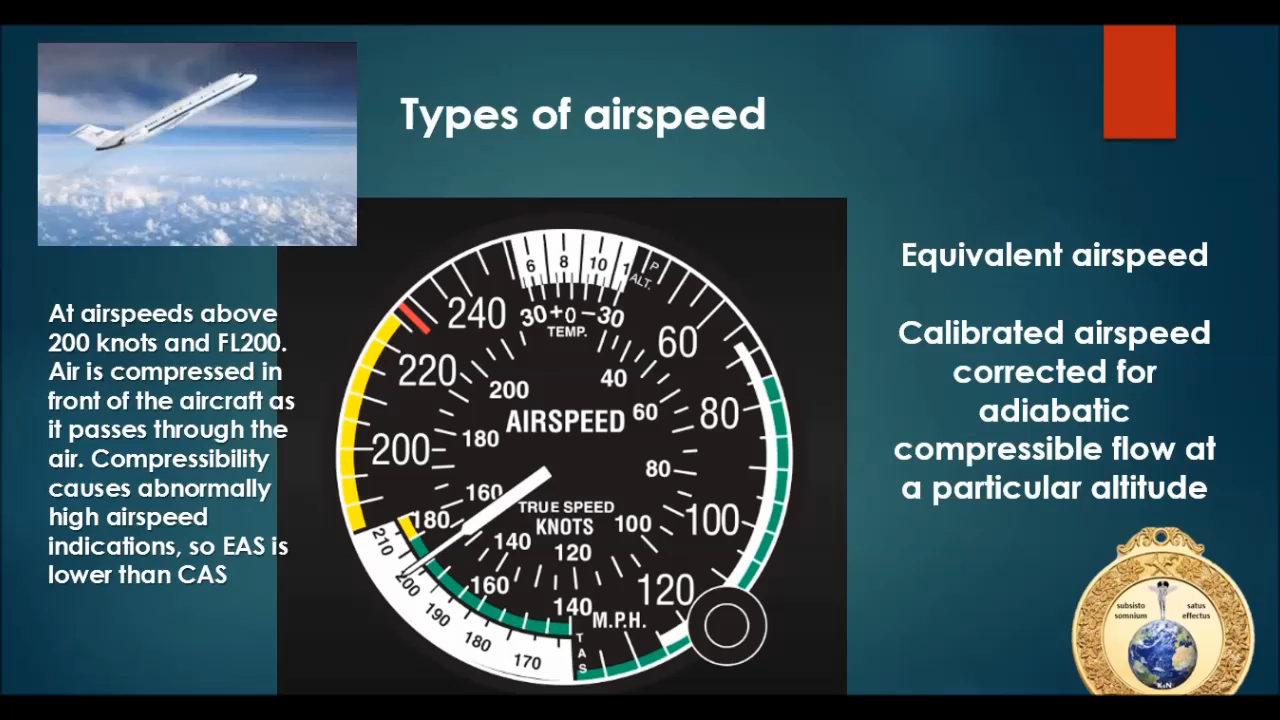 Types of airspeed
At airspeeds above
200 knots and FL200.
Air is compressed in
front of the aircraft as
it passes through the
air. Compressibility
causes abnormally
high airspeed
indications, so EAS is
lower than CAS
6 8 10 1
P
ALT.
30+0-30
TEMP.
240
60
220
200
40
AIRSPEED
60
80
200
180
80
160
TRUE SPEED
KNOTS
100
100
180
140
120
210
200
160
140
M.P.H.
120
190
180
170
T
A
S
Equivalent airspeed
Calibrated airspeed
corrected for
adiabatic
compressible flow at
a particular altitude
subsisto
somnium
satus
effectus